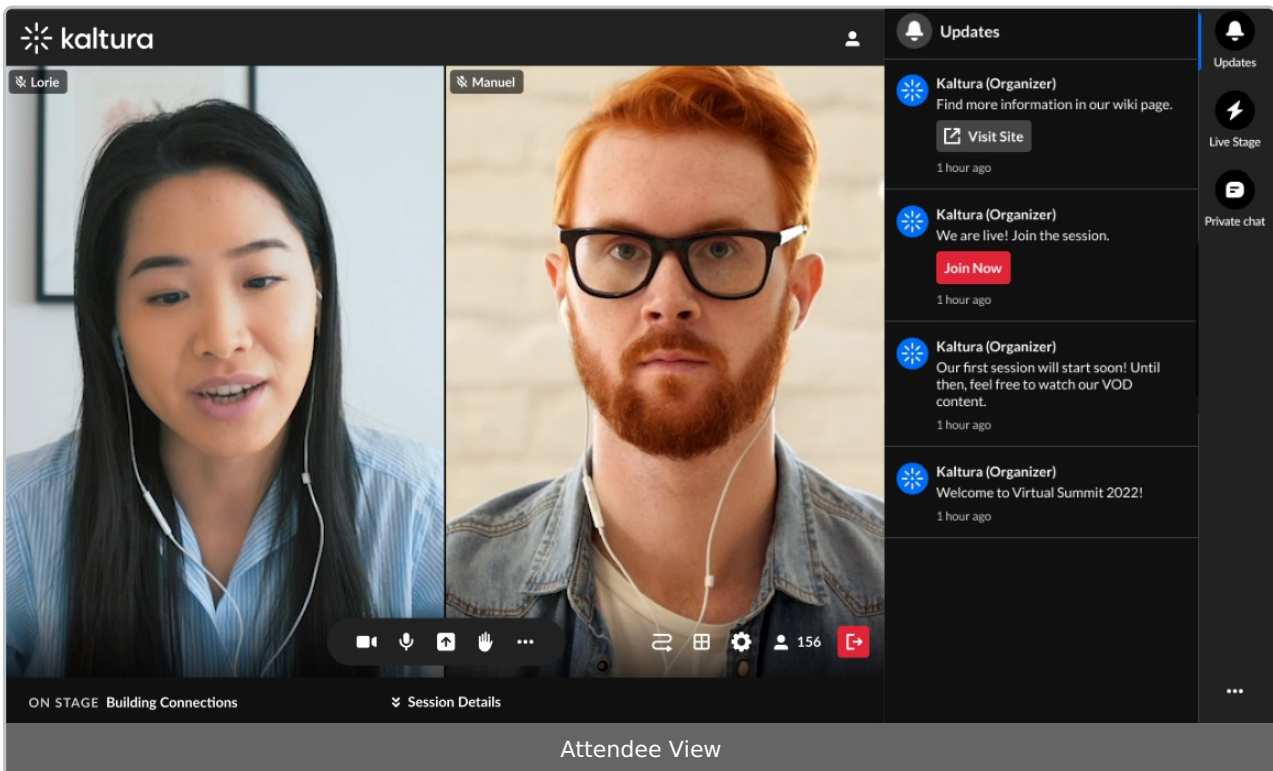 kaltura
Lorie
Manuel
156
ON STAGE Building Connections
Session Details
Updates
Kaltura (Organizer)
Find more information in our wiki page.
Visit Site
1 hour ago
Kaltura (Organizer)
We are live! Join the session.
Join Now
1 hour ago
Kaltura (Organizer)
Our first session will start soon! Until
then, feel free to watch our VOD
content.
1 hour ago
Kaltura (Organizer)
Welcome to Virtual Summit 2022!
1 hour ago
Updates
Live Stage
Private chat
Attendee View